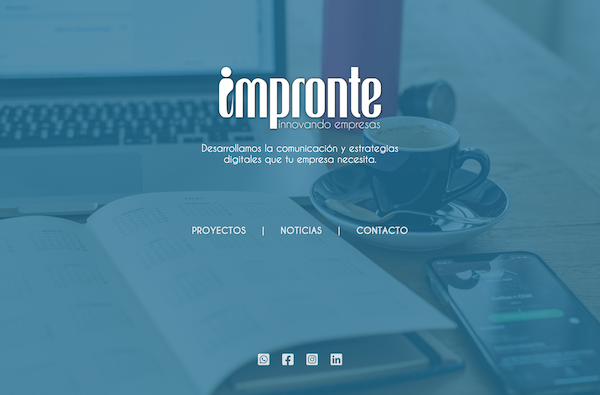 impronte
innovando empresas
Desarrollamos la comunicación y estrategias
digitales que tu empresa necesita.
PROYECTOS | NOTICIAS | CONTACTO